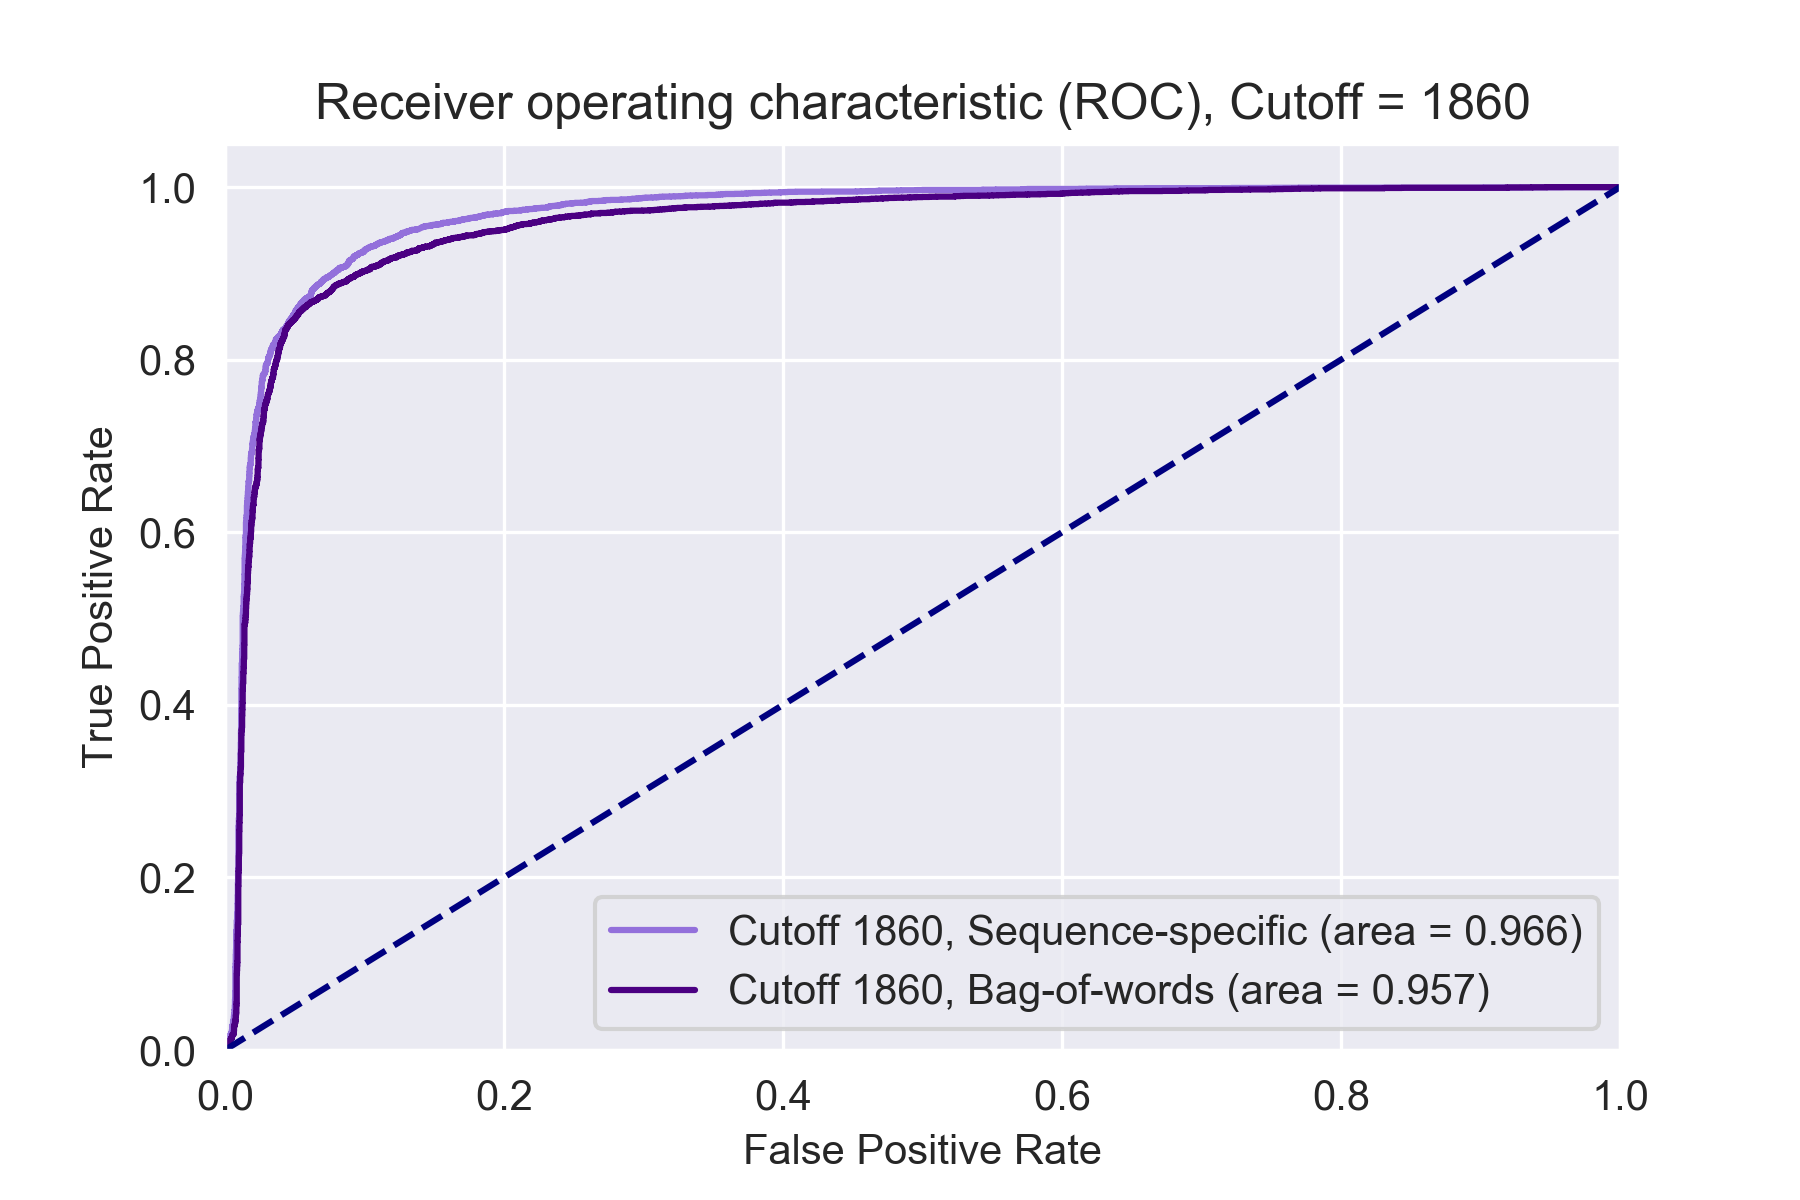 Receiver operating characteristic (ROC), Cutoff = 1860
1.0
0.8
0.6
0.4
0.2
0.0
True Positive Rate
Cutoff 1860, Sequence-specific (area = 0.966)
Cutoff 1860, Bag-of-words (area = 0.957)
0.0 0.2 0.4 0.6 0.8 1.0
False Positive Rate